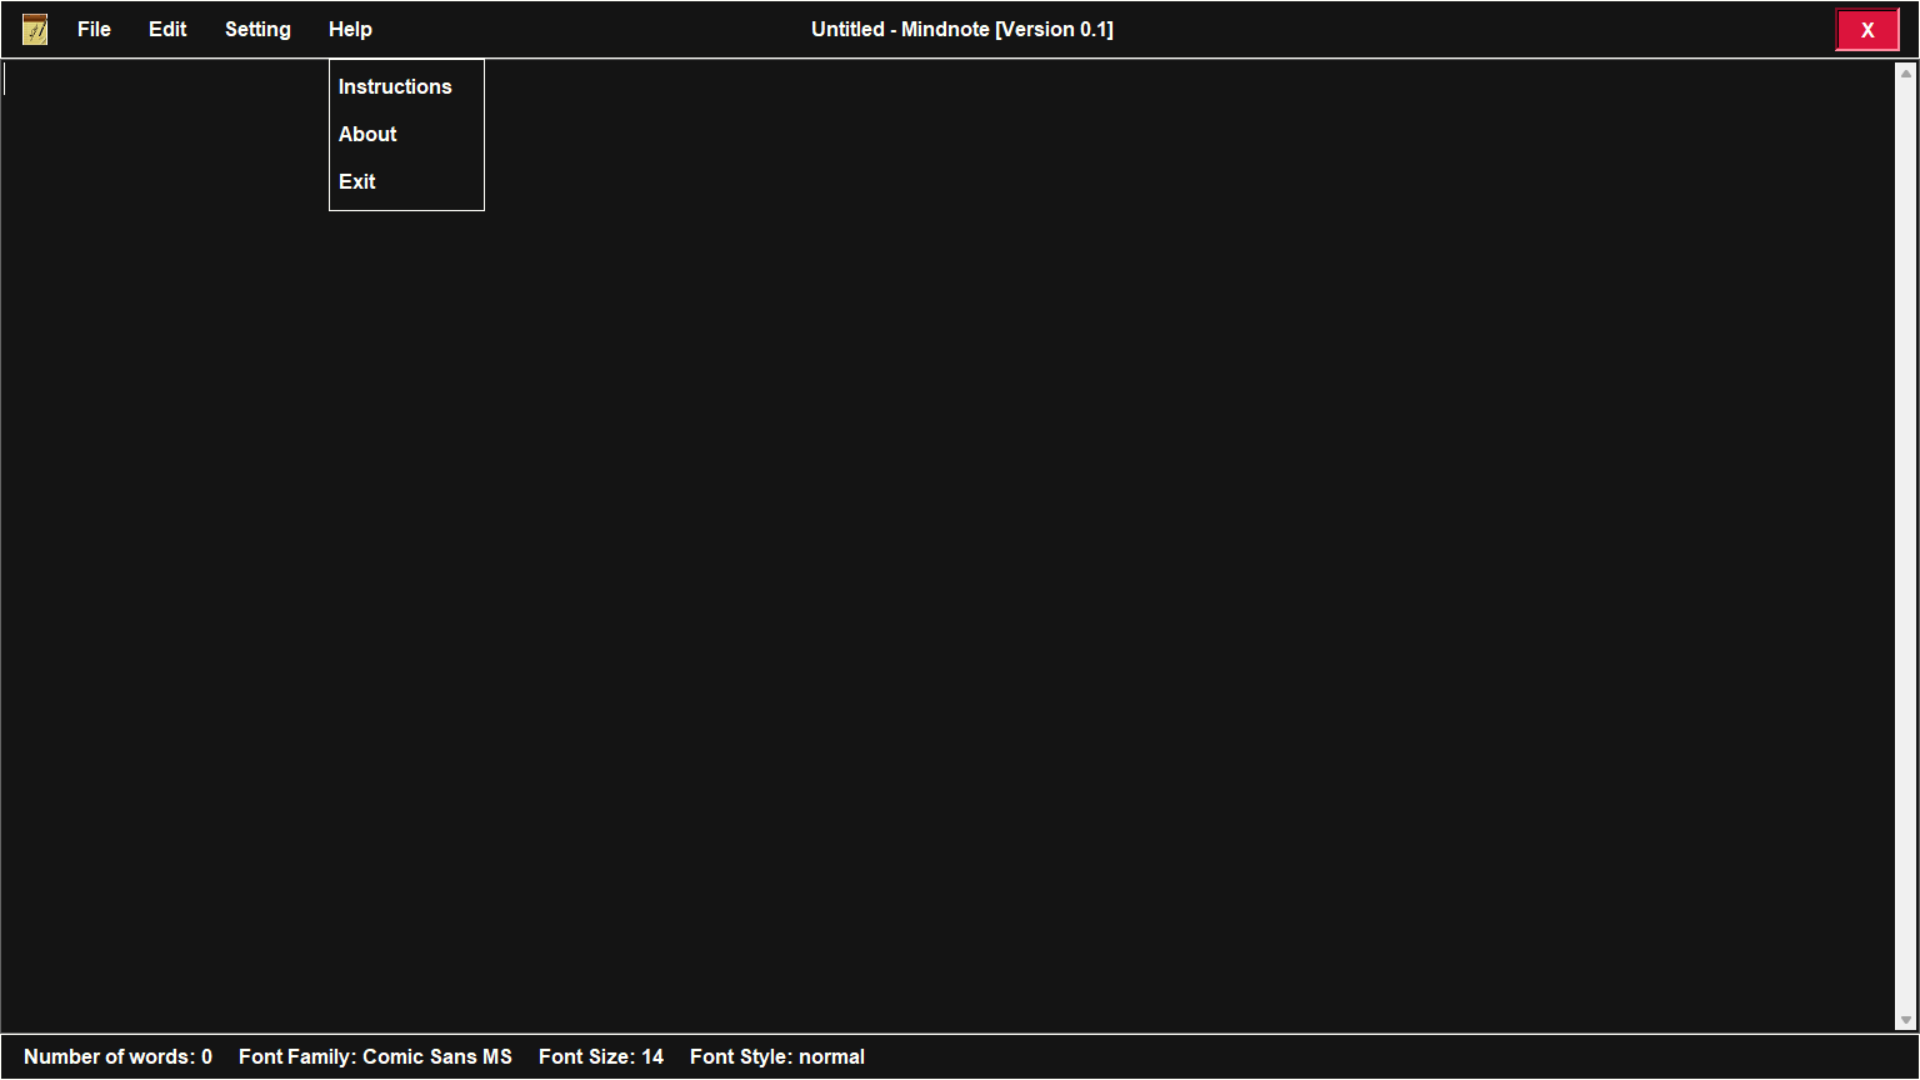 File Edit Setting Help Untitled - Mindnote [Version 0.1] X
Instructions
About
Exit
Number of words: 0 Font Family: Comic Sans MS Font Size: 14 Font Style: normal